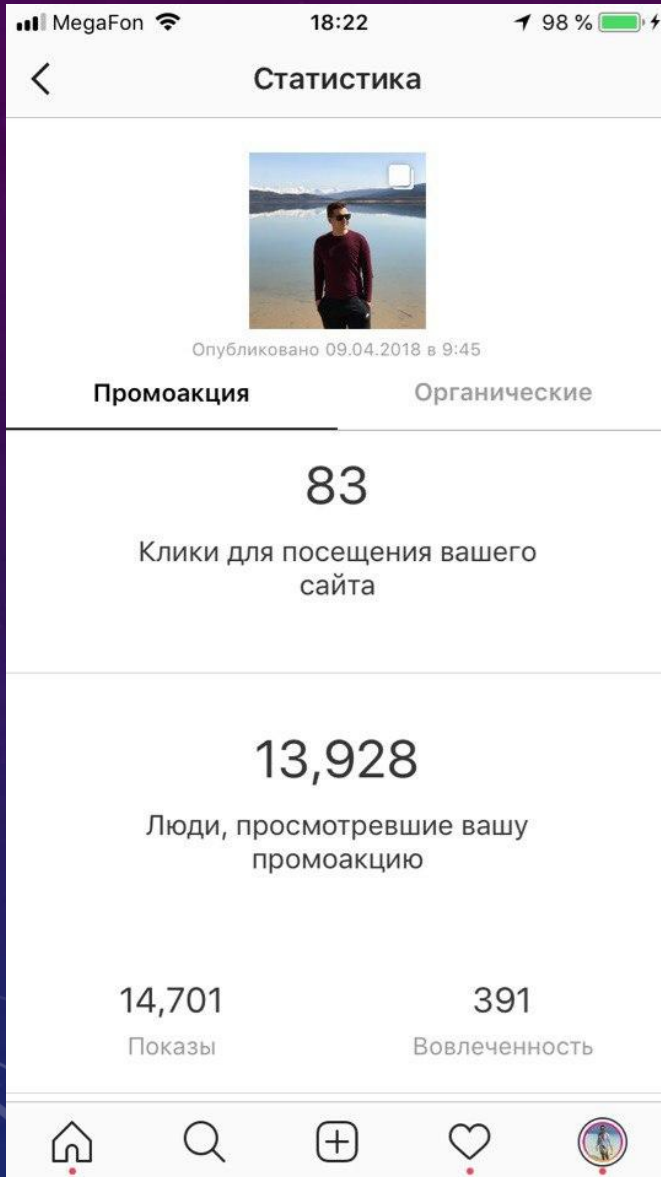 MegaFon 18:22 98 %
Статистика
Опубликовано 09.04.2018 в 9:45
Промоакция Органические
83
Клики для посещения вашего
сайта
13,928
Люди, просмотревшие вашу
промоакцию
14,701 391
Показы Вовлеченность